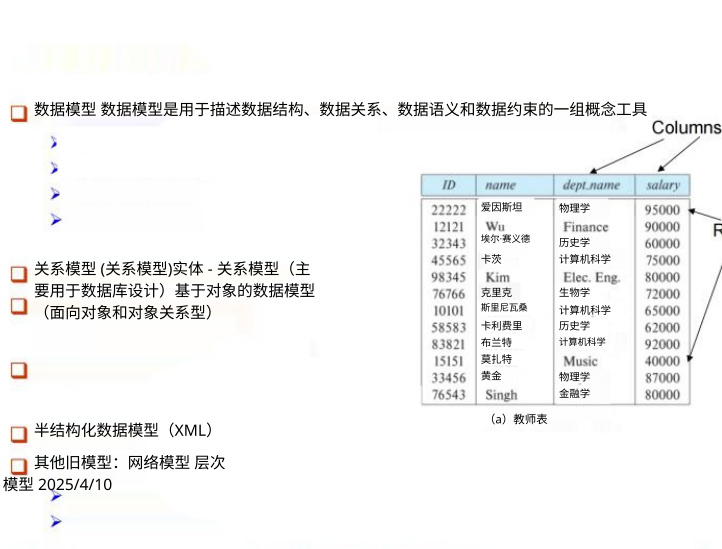 数据模型 数据模型是用于描述数据结构、数据关系、数据语义和数据约束的一组概念工具
Columns
ID name dept_name salary
22222 爱因斯坦 物理学 95000
12121 Wu Finance 90000
32343 埃尔·赛义德 历史学 60000
45565 卡茨 计算机科学 75000
98345 Kim Elec. Eng. 80000
76766 克里克 生物学 72000
10101 斯里尼瓦桑 计算机科学 65000
58583 卡利费里 历史学 62000
83821 布兰特 计算机科学 92000
15151 莫扎特 Music 40000
33456 黄金 物理学 87000
76543 Singh 金融学 80000
(a）教师表
R
关系模型 (关系模型)实体 - 关系模型（主
要用于数据库设计）基于对象的数据模型
（面向对象和对象关系型）
半结构化数据模型（XML）
其他旧模型：网络模型 层次
模型 2025/4/10